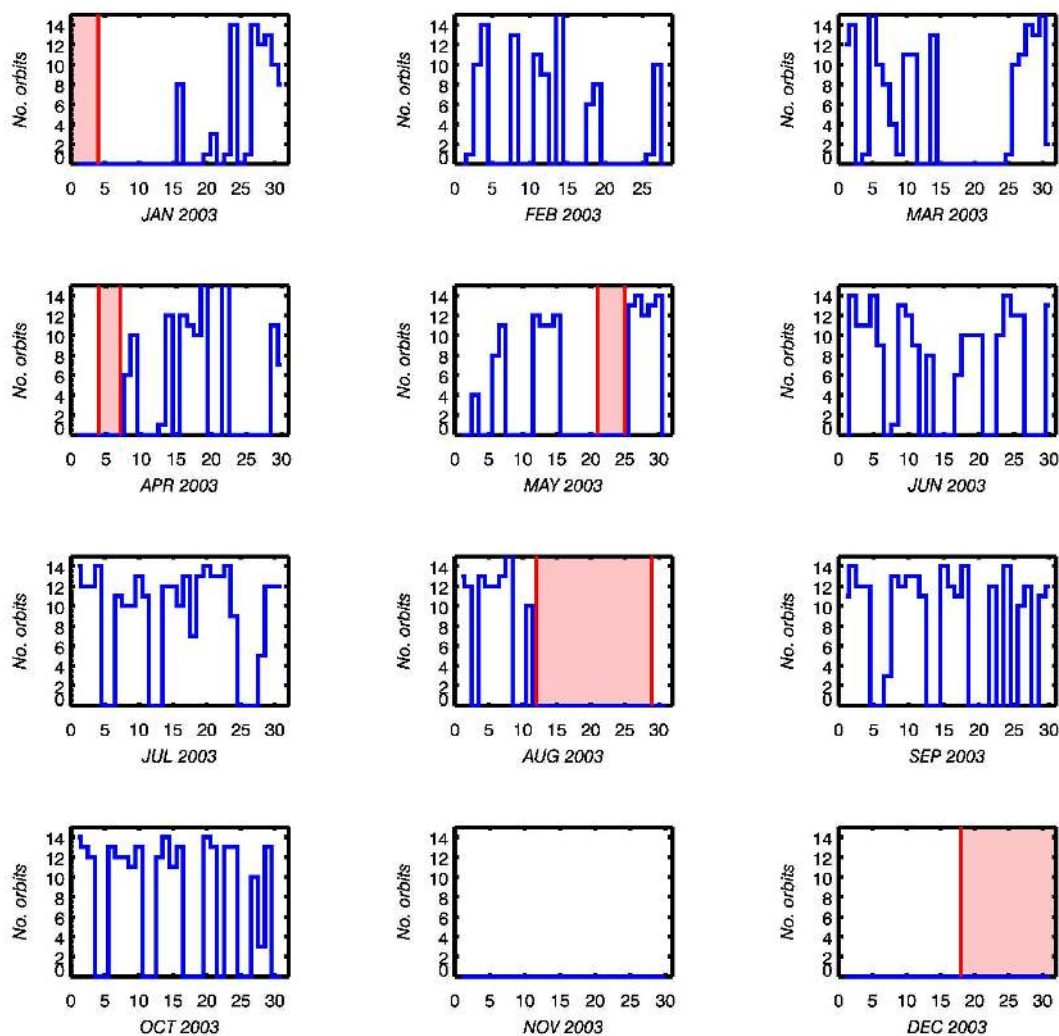 No. orbits
14
12
10
8
6
4
2
0
0 5 10 15 20 25 30
JAN 2003
No. orbits
14
12
10
8
6
4
2
0
0 5 10 15 20 25
FEB 2003
No. orbits
14
12
10
8
6
4
2
0
0 5 10 15 20 25 30
MAR 2003
No. orbits
14
12
10
8
6
4
2
0
0 5 10 15 20 25 30
APR 2003
No. orbits
14
12
10
8
6
4
2
0
0 5 10 15 20 25 30
MAY 2003
No. orbits
14
12
10
8
6
4
2
0
0 5 10 15 20 25 30
JUN 2003
No. orbits
14
12
10
8
6
4
2
0
0 5 10 15 20 25 30
JUL 2003
No. orbits
14
12
10
8
6
4
2
0
0 5 10 15 20 25 30
AUG 2003
No. orbits
14
12
10
8
6
4
2
0
0 5 10 15 20 25 30
SEP 2003
No. orbits
14
12
10
8
6
4
2
0
0 5 10 15 20 25 30
OCT 2003
No. orbits
14
12
10
8
6
4
2
0
0 5 10 15 20 25 30
NOV 2003
No. orbits
14
12
10
8
6
4
2
0
0 5 10 15 20 25 30
DEC 2003